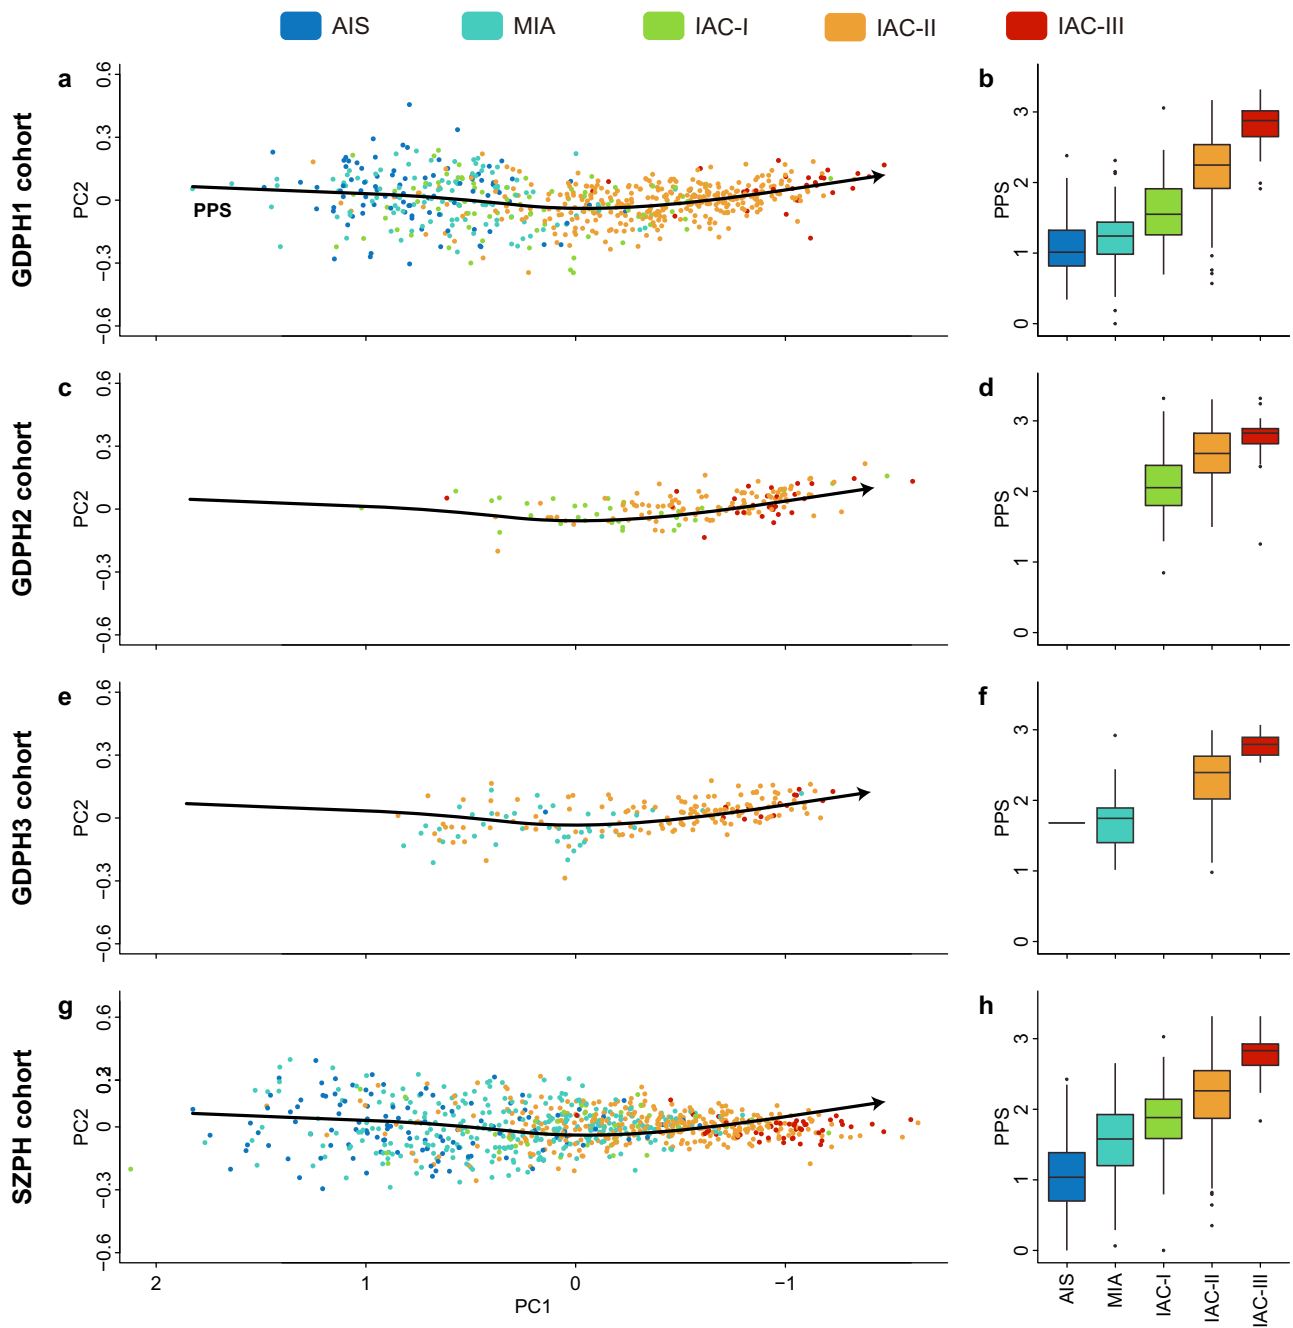 AIS MIA IAC-I IAC-II IAC-III
GDPH1 cohort
a
PC2
0.6
0.3
0
−0.3
−0.6
PPS
b
PPS
3
2
1
0
GDPH2 cohort
c
PC2
0.6
0.3
0
−0.3
−0.6
d
PPS
3
2
1
0
GDPH3 cohort
e
PC2
0.6
0.3
0
−0.3
−0.6
f
PPS
3
2
1
0
SZPH cohort
g
PC2
0.6
0.3
0
−0.3
−0.6
2 1 0 −1
PC1
h
PPS
3
2
1
0
AIS
MIA
IAC-I
IAC-II
IAC-III